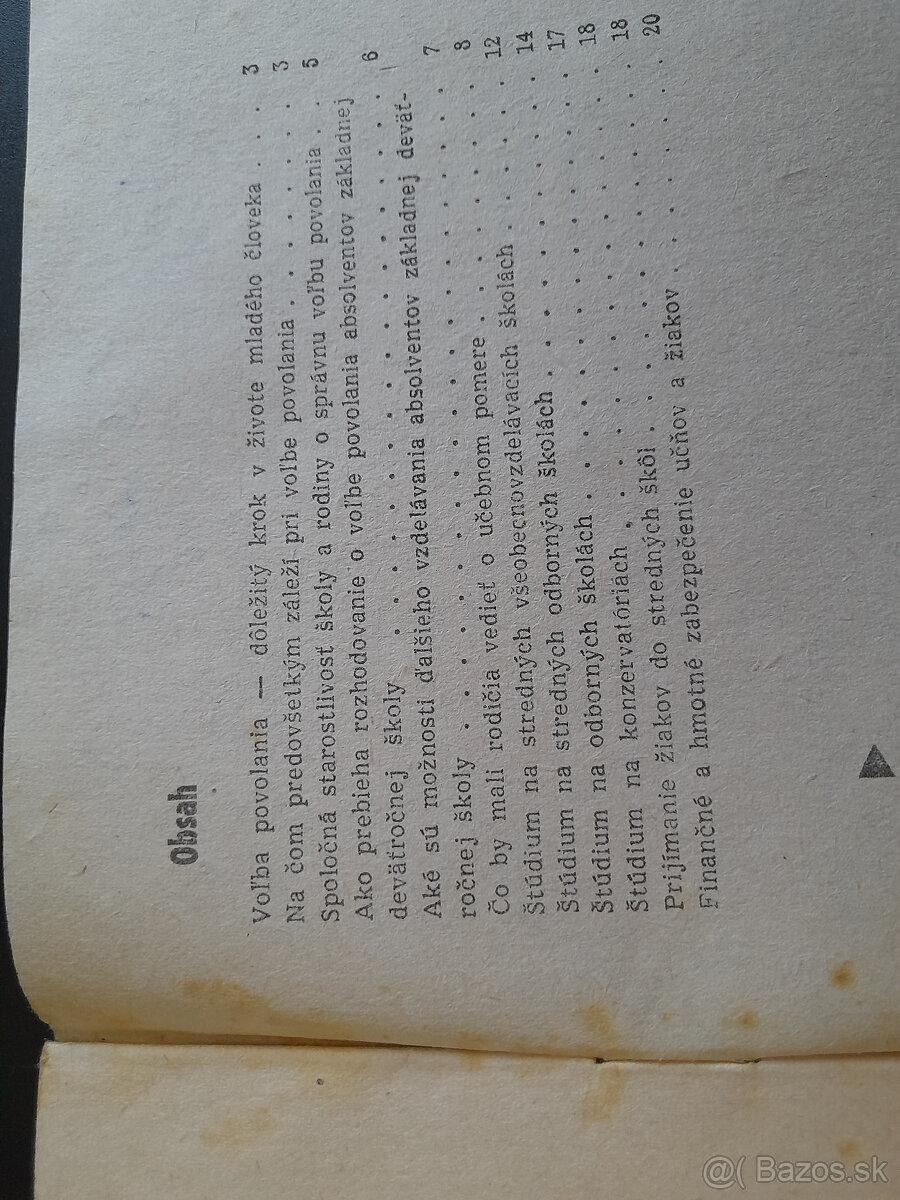 Obsah
Voľba povolania — dôležitý krok v živote mladého človeka . . . 3
Na čom predovšetkým záleží pri voľbe povolania . . . . . . . 3
Spoločná starostlivosť školy a rodiny o správnu voľbu povolania . . 5
Ako prebieha rozhodovanie o voľbe povolania absolventov základnej
deväťročnej školy . . . . . . . . . . . . . . . . . 6
Aké sú možnosti ďalšieho vzdelávania absolventov základnej deväť-
ročnej školy . . . . . . . . . . . . . . . . . . . 7
Čo by mali rodičia vedieť o učebnom pomere . . . . . . . . 8
Štúdium na stredných všeobecnovzdelávacích školách . . . . . . 12
Štúdium na stredných odborných školách . . . . . . . . . . 14
Štúdium na odborných školách . . . . . . . . . . . . . 17
Štúdium na konzervatóriách . . . . . . . . . . . . . . 18
Prijímanie žiakov do stredných škôl . . . . . . . . . . . 18
Finančné a hmotné zabezpečenie učňov a žiakov . . . . . . . 20
@( Bazos.sk